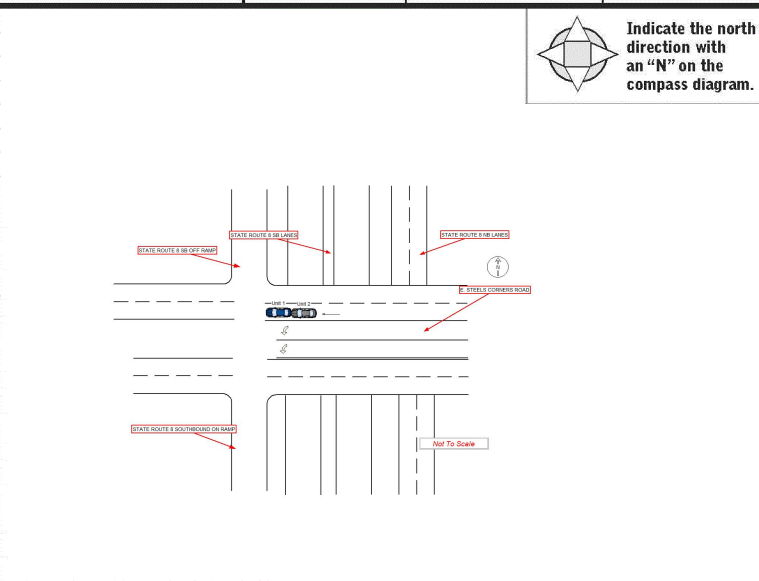 Indicate the north
direction with
an “N” on the
compass diagram.
STATE ROUTE 8 SB LANES
STATE ROUTE 8 NB LANES
STATE ROUTE 8 SB OFF RAMP
N
E. STEELS CORNERS ROAD
Unit 1
Unit 2
STATE ROUTE 8 SOUTHBOUND ON RAMP
Not To Scale